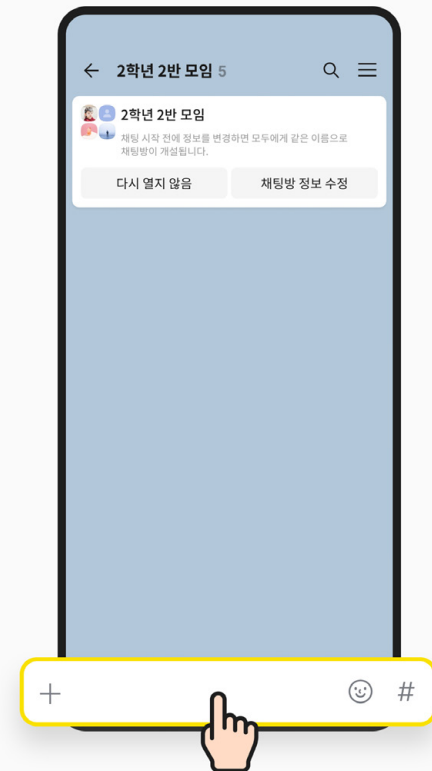 2학년 2반 모임 5
2학년 2반 모임
채팅 시작 전에 정보를 변경하면 모두에게 같은 이름으로
채팅방이 개설됩니다.
다시 열지 않음
채팅방 정보 수정
#